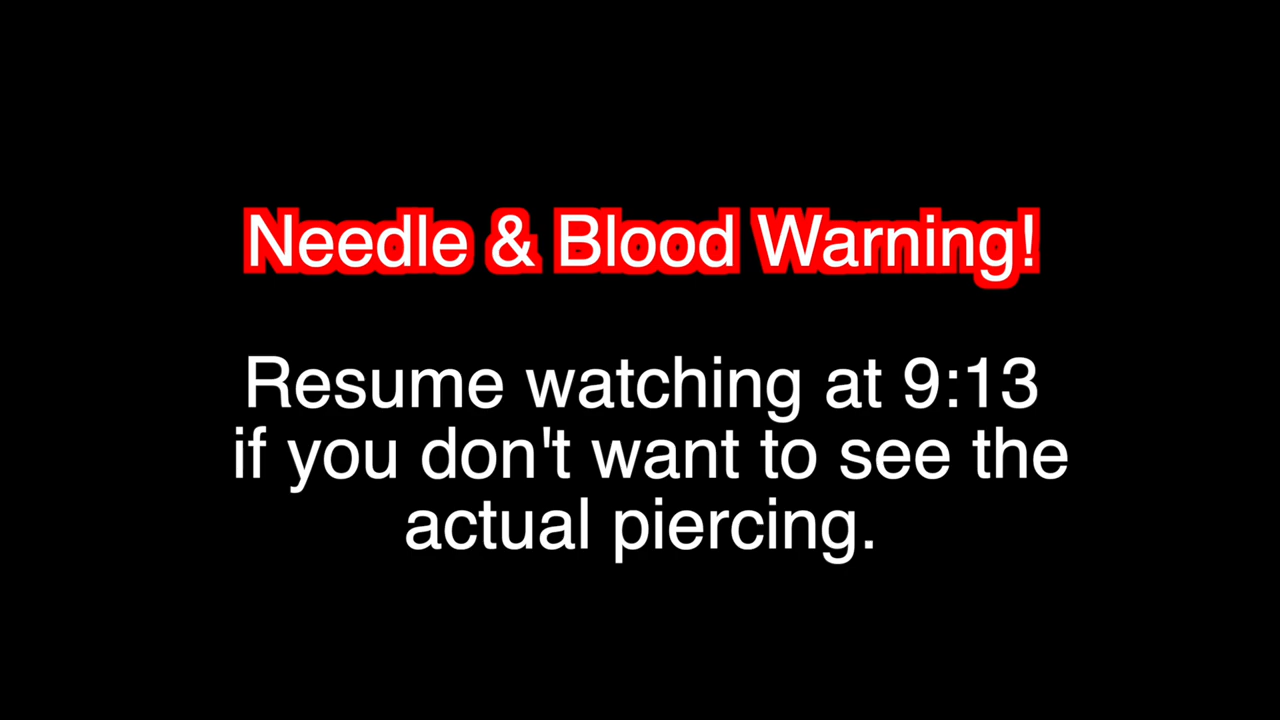 Needle & Blood Warning!
Resume watching at 9:13
if you don't want to see the
actual piercing.